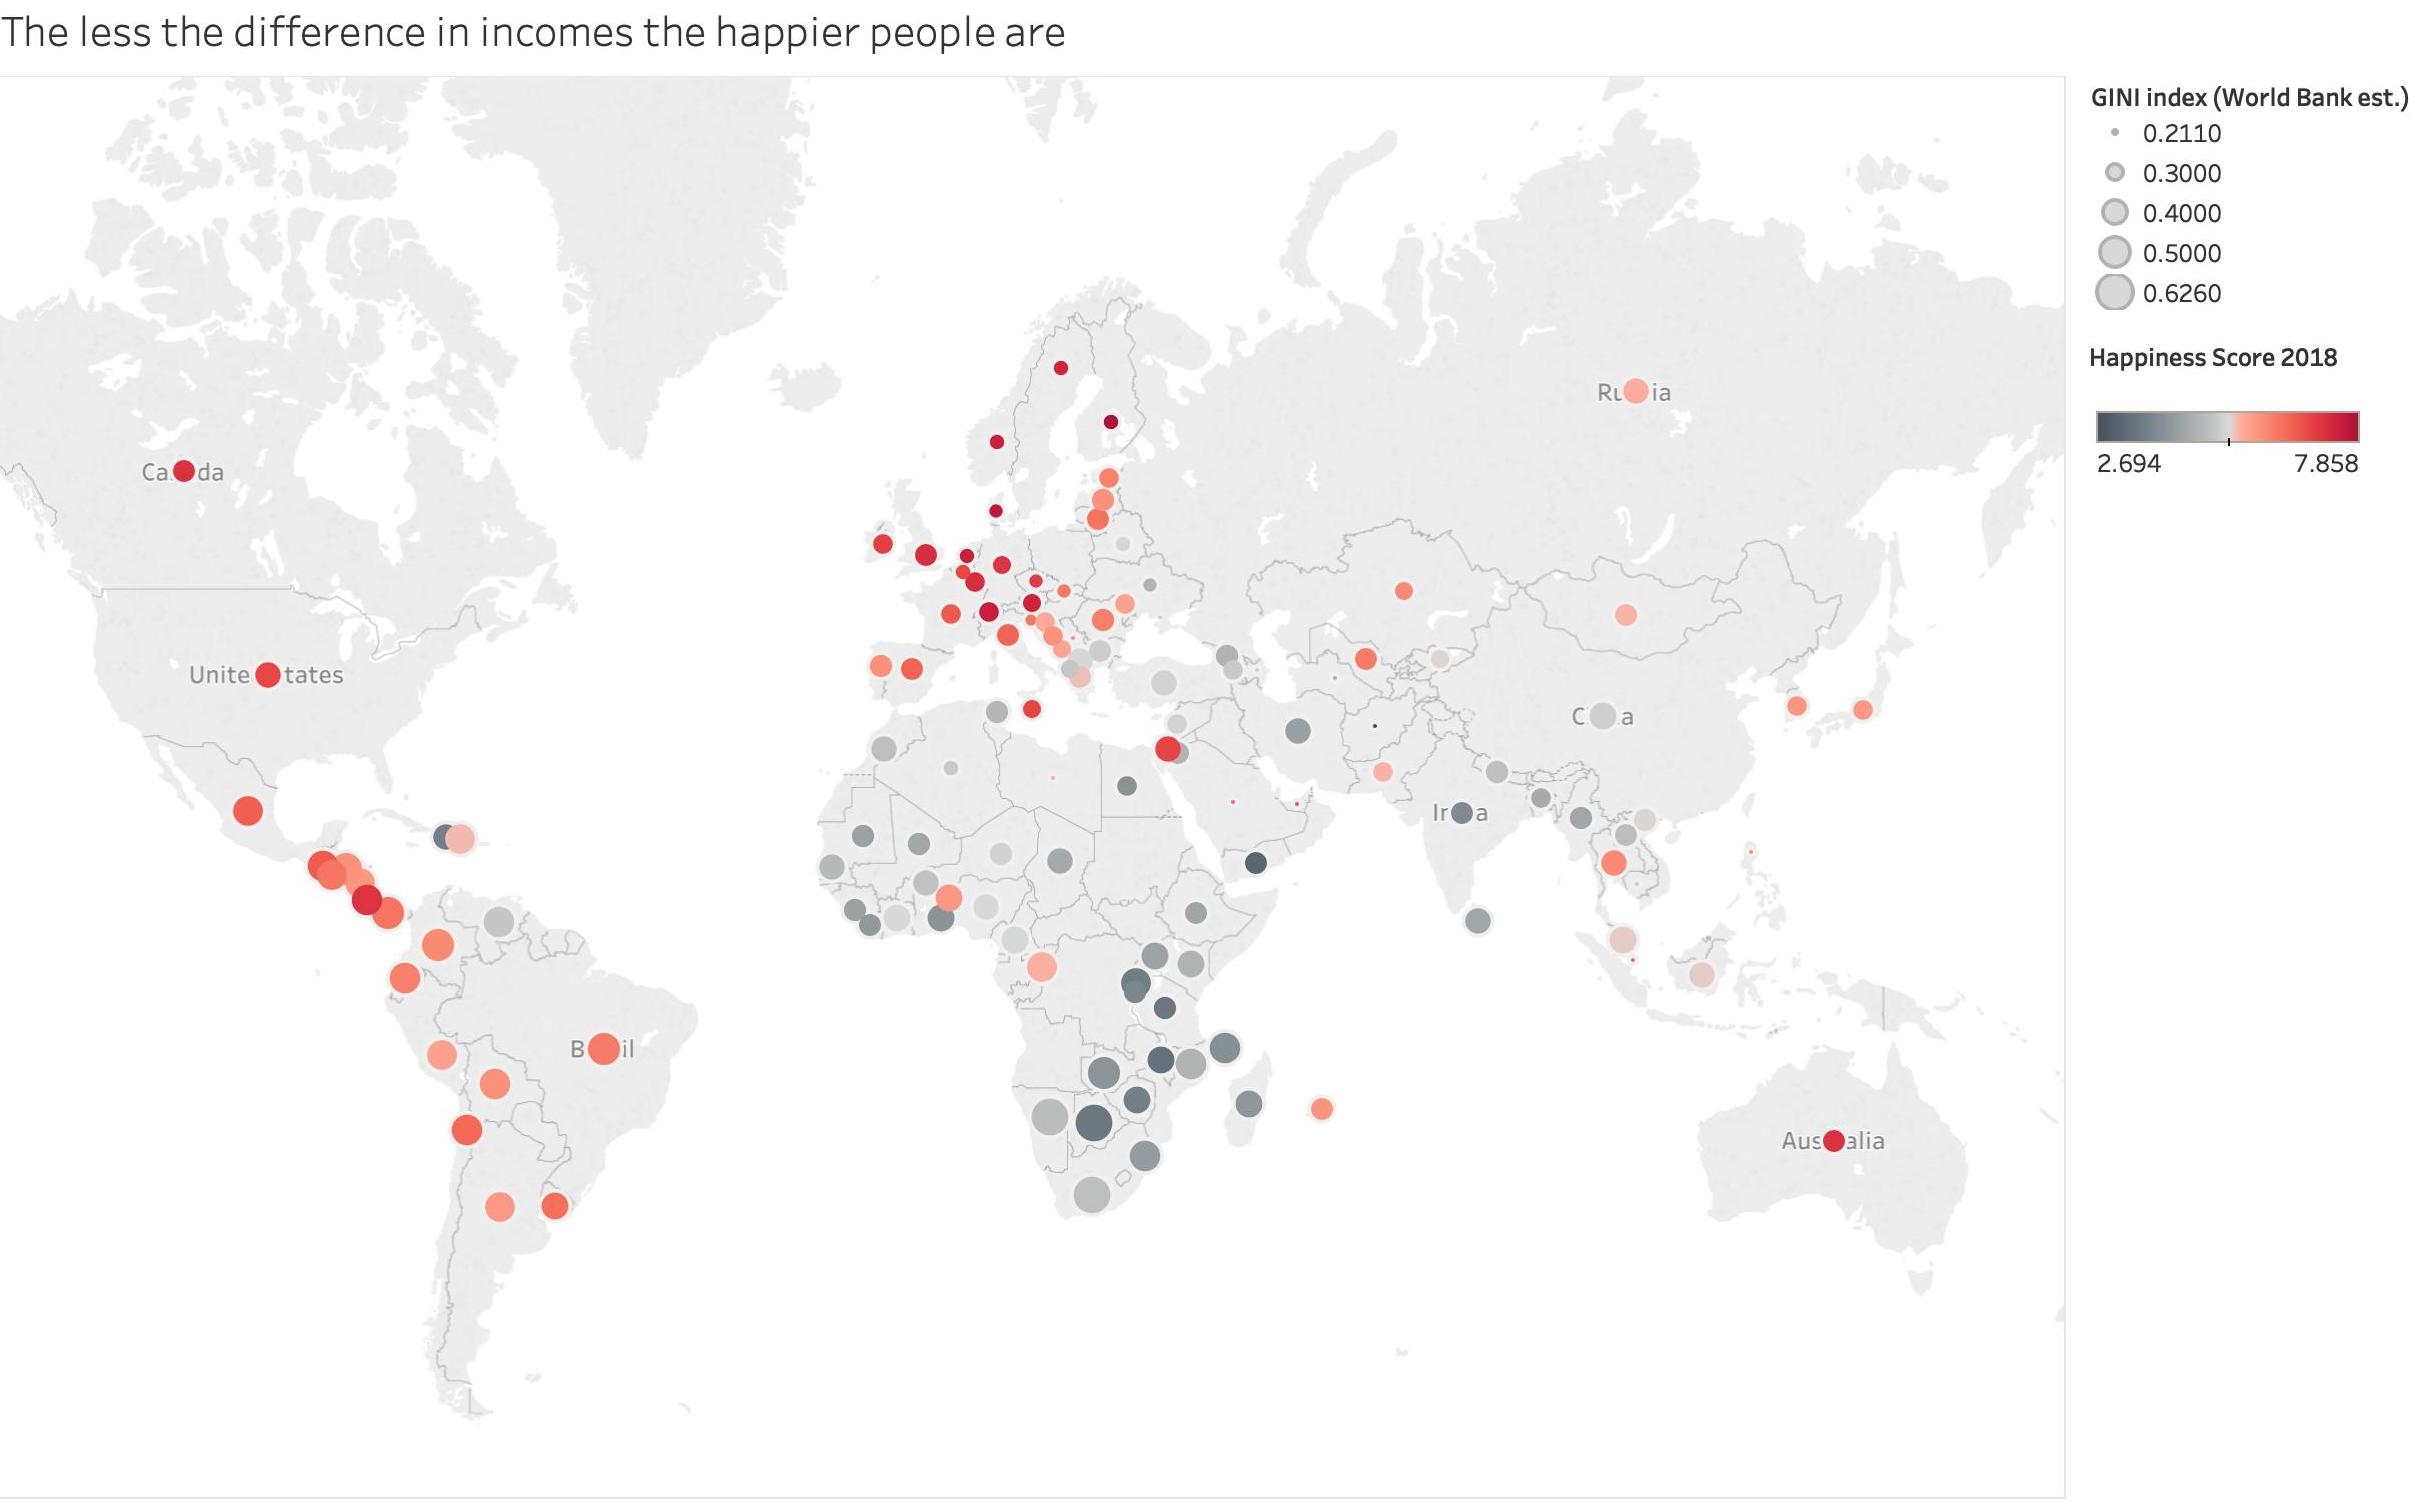 The less the difference in incomes the happier people are
GINI index (World Bank est.)
0.2110
0.3000
0.4000
0.5000
0.6260
Happiness Score 2018
2.694 7.858
Ru ia
Ca da
Unite tates
C a
Ir a
B il
Aus alia